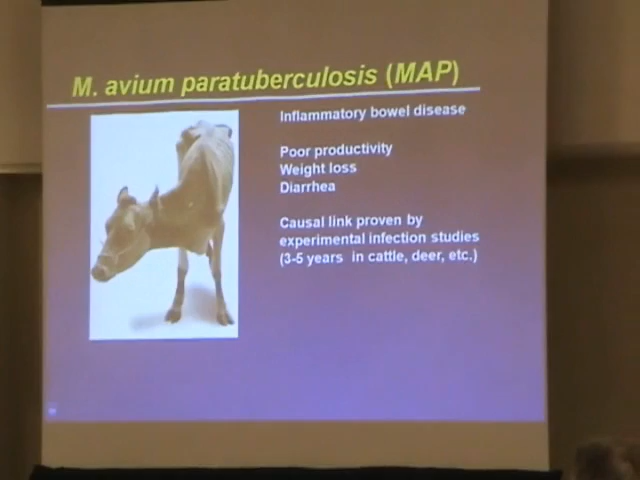 M. avium paratuberculosis (MAP)
Inflammatory bowel disease
Poor productivity
Weight loss
Diarrhea
Causal link proven by
experimental infection studies
(3-5 years in cattle, deer, etc.)